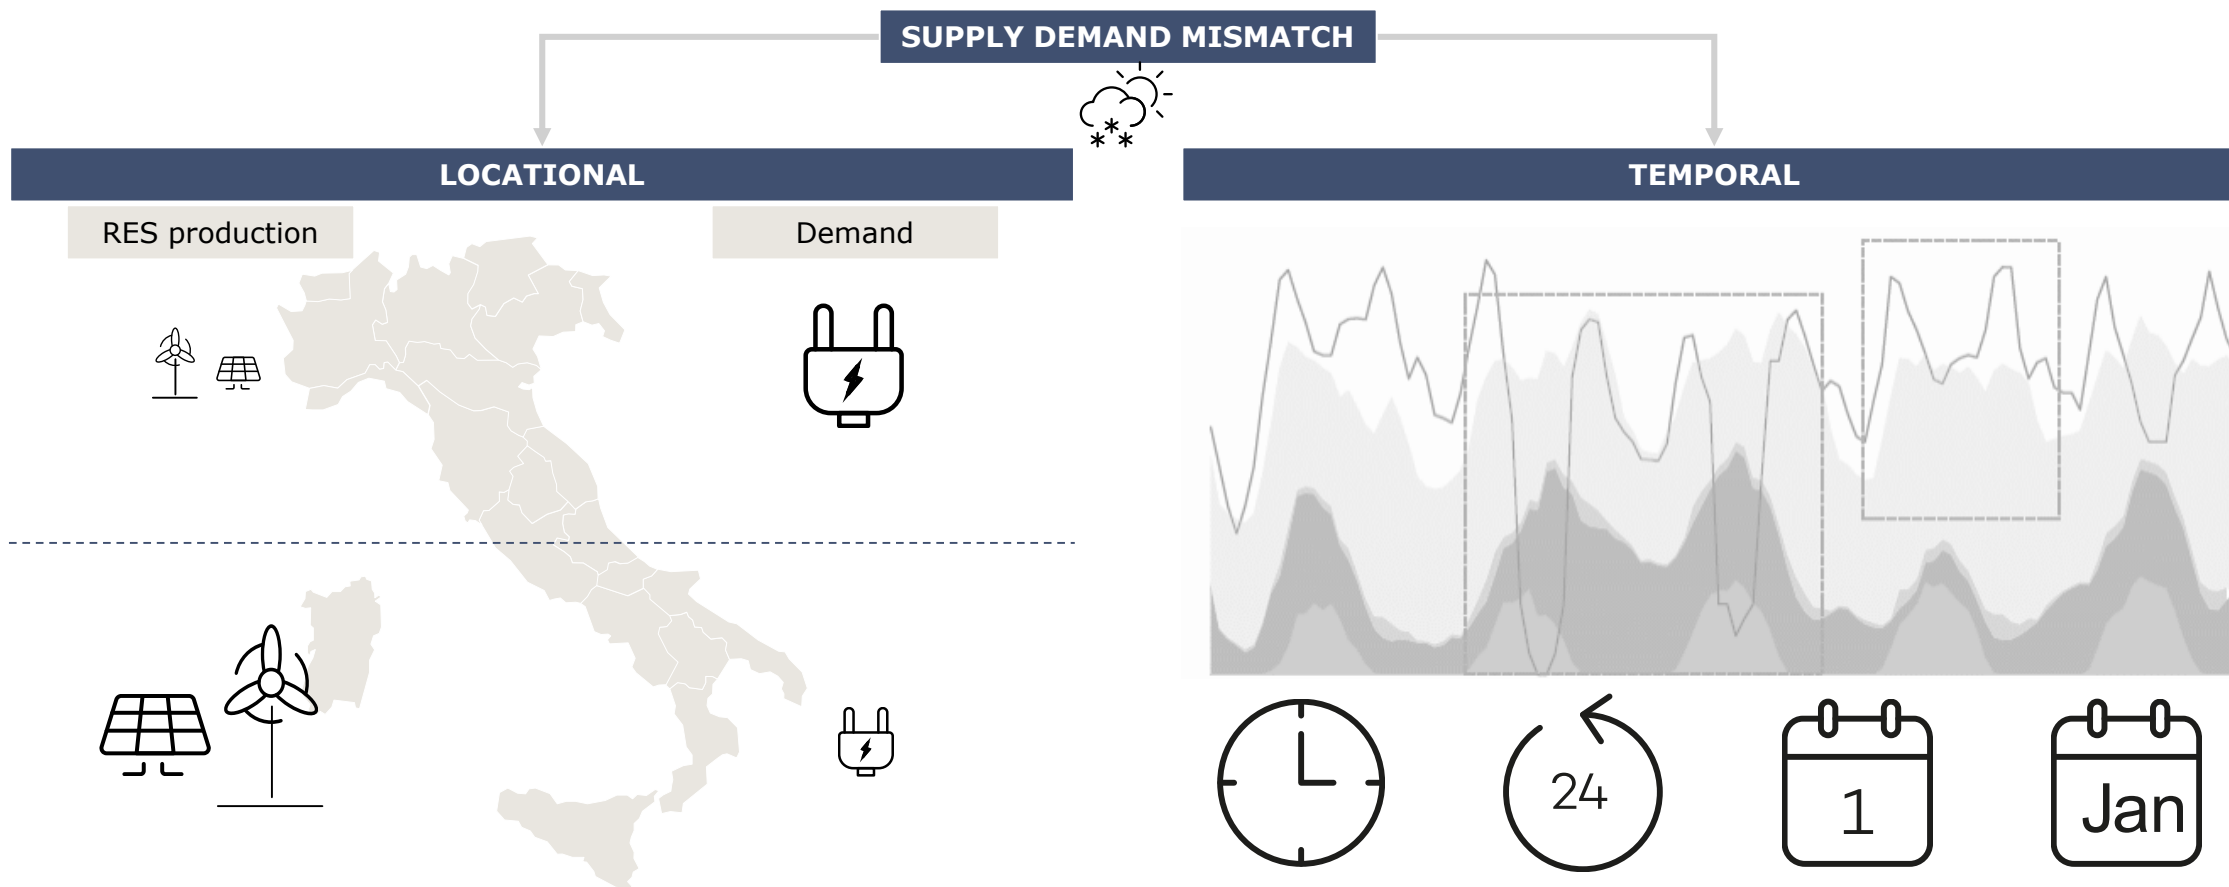 SUPPLY DEMAND MISMATCH
LOCATIONAL
TEMPORAL
RES production
Demand
24
1
Jan